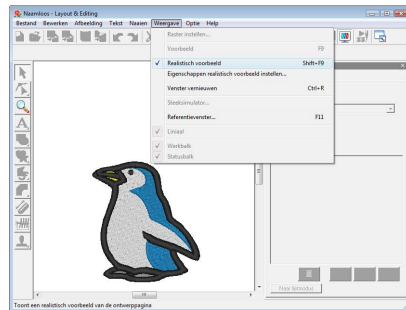 Naamloos - Layout & Editing
Bestand Bewerken Afbeelding Tekst Naaien Weergave Optie Help
Raster instellen...
Voorbeeld F9
Realistisch voorbeeld Shift+F9
Eigenschappen realistisch voorbeeld instellen...
Venster vernieuwen Ctrl+R
Steeksimulator...
Referentievenster... F11
Liniaal
Werkbalk
Statusbalk
Naar lijstmodus
Toont een realistisch voorbeeld van de ontwerppagina